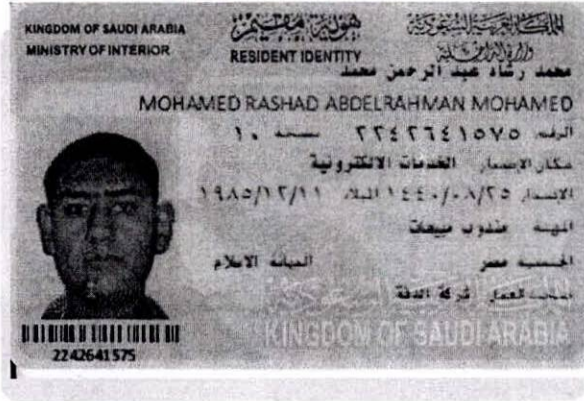 KINGDOM OF SAUDI ARABIA
MINISTRY OF INTERIOR
هوية مقيم
RESIDENT IDENTITY
المملكة العربية السعودية
وزارة الداخلية
محمد رشاد عبد الرحمن محمد
MOHAMED RASHAD ABDELRAHMAN MOHAMED
الرقم ٢٢٤٢٦٤١٥٧٥ نسخة ١٠
مكان الإصدار الخدمات الالكترونية
الإصدار ١٤٤٠/٠٨/٢٥ الميلاد ١٩٨٥/١٢/١١
المهنة مندوب مبيعات
الجنسية مصر الديانة الاسلام
صاحب العمل شركة الدقة
KINGDOM OF SAUDI ARABIA
2242641575